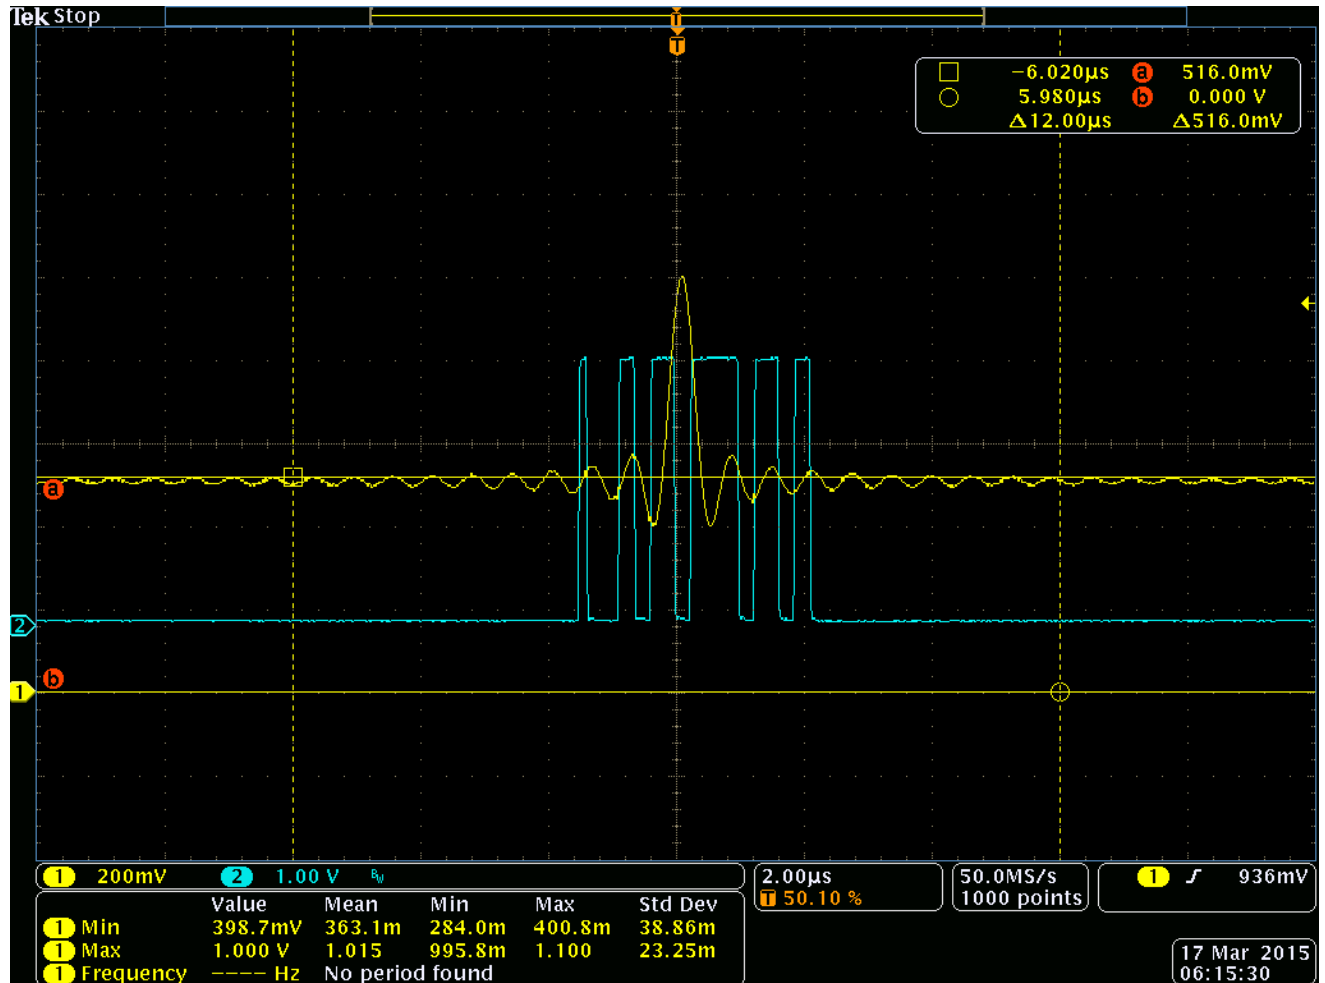 Tek Stop
T
T
−6.020µs a 516.0mV
5.980µs b 0.000 V
Δ12.00µs Δ516.0mV
a
2
b
1
1 200mV 2 1.00 V BW
2.00µs
T 50.10 %
50.0MS/s
1000 points
1 936mV
Value Mean Min Max Std Dev
1 Min 398.7mV 363.1m 284.0m 400.8m 38.86m
1 Max 1.000 V 1.015 995.8m 1.100 23.25m
1 Frequency ---- Hz No period found
17 Mar 2015
06:15:30